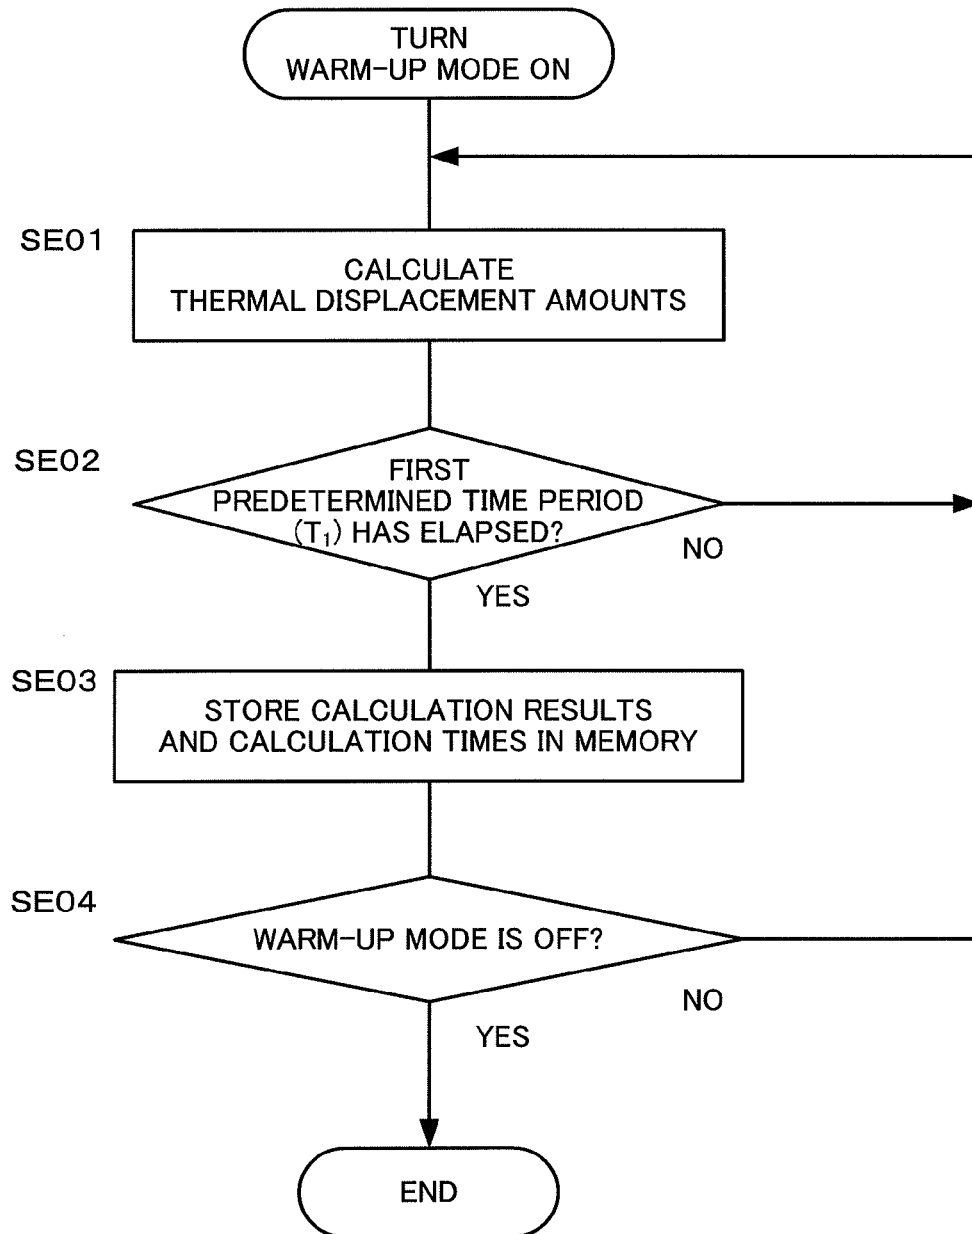 TURN
WARM-UP MODE ON
SE01
CALCULATE
THERMAL DISPLACEMENT AMOUNTS
SE02
FIRST
PREDETERMINED TIME PERIOD
(T₁) HAS ELAPSED?
NO
YES
SE03
STORE CALCULATION RESULTS
AND CALCULATION TIMES IN MEMORY
SE04
WARM-UP MODE IS OFF?
NO
YES
END